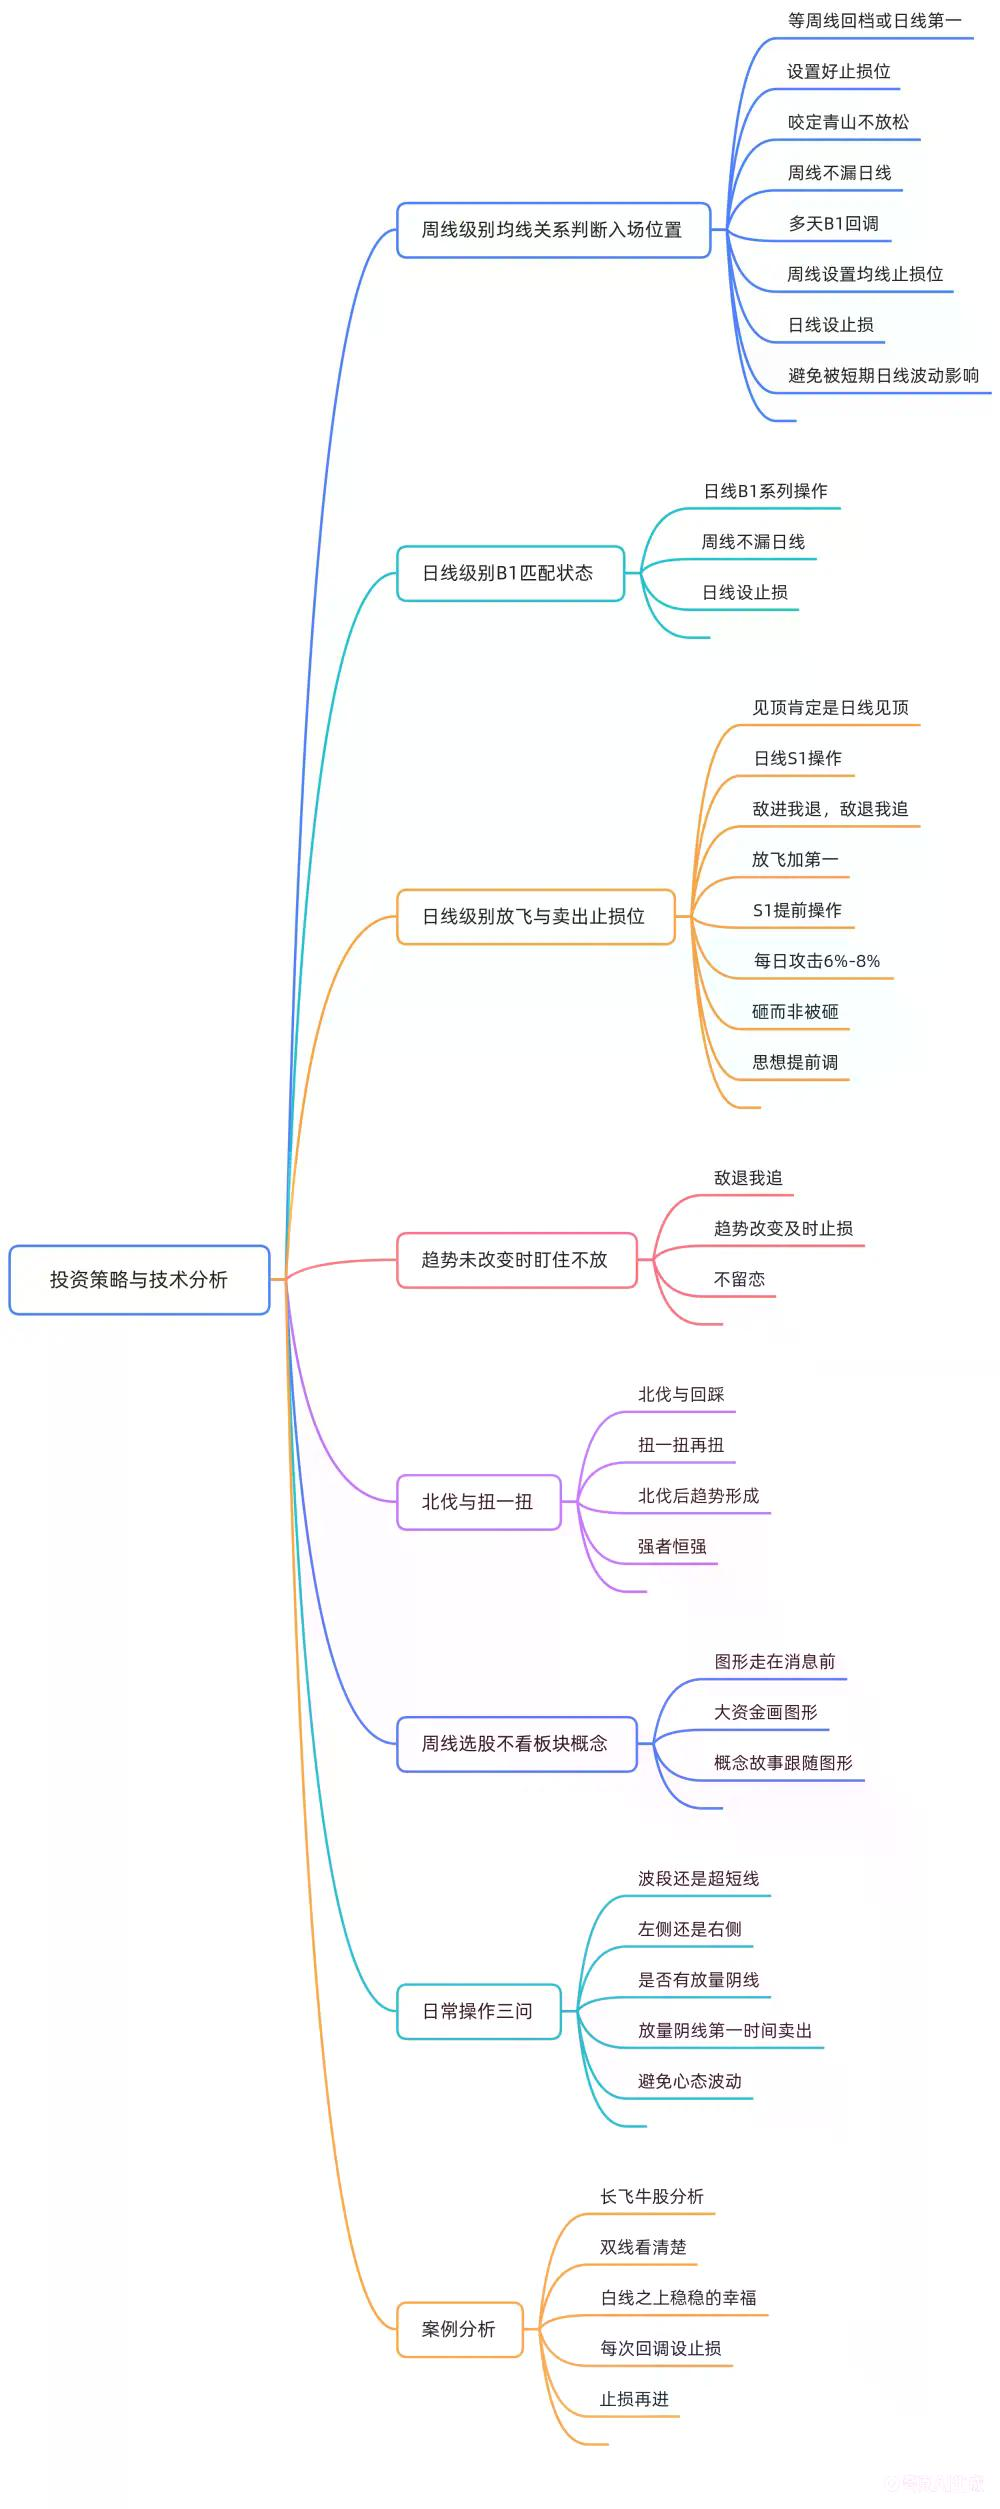 投资策略与技术分析
周线级别均线关系判断入场位置
等周线回档或日线第一
设置好止损位
咬定青山不放松
周线不漏日线
多天B1回调
周线设置均线止损位
日线设止损
避免被短期日线波动影响
日线级别B1匹配状态
日线B1系列操作
周线不漏日线
日线设止损
日线级别放飞与卖出止损位
见顶肯定是日线见顶
日线S1操作
敌进我退，敌退我追
放飞加第一
S1提前操作
每日攻击6%-8%
砸而非被砸
思想提前调
趋势未改变时盯住不放
敌退我追
趋势改变及时止损
不留恋
北伐与扭一扭
北伐与回踩
扭一扭再扭
北伐后趋势形成
强者恒强
周线选股不看板块概念
图形走在消息前
大资金画图形
概念故事跟随图形
日常操作三问
波段还是超短线
左侧还是右侧
是否有放量阴线
放量阴线第一时间卖出
避免心态波动
案例分析
长飞牛股分析
双线看清楚
白线之上稳稳的幸福
每次回调设止损
止损再进